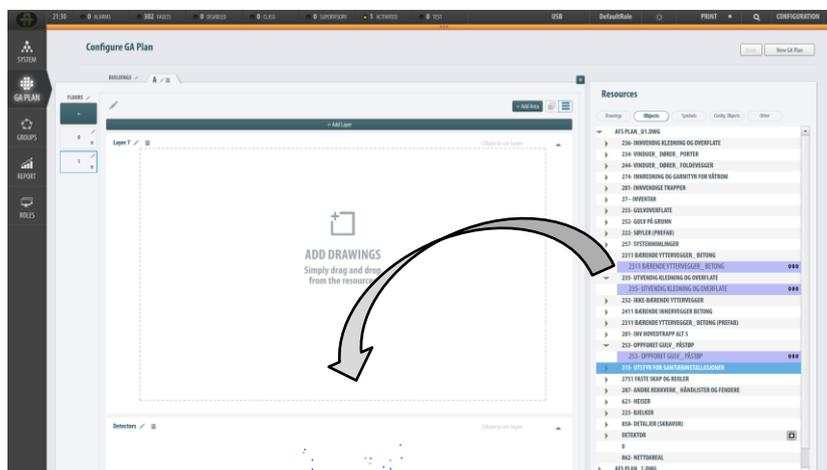 21:30 0 ALARMS 302 FAULTS 0 DISABLED 0 CLASS 0 SUPERVISORY 1 ACTIVATED 0 TEST USB DefaultRole PRINT CONFIGURATION
Configure GA Plan
New GA Plan
SYSTEM
GA PLAN
GROUPS
REPORT
ROLES
BUILDINGS A
FLOORS
+
0
1
+ Add Area
+ Add Layer
Layer 7 Objects on layer
ADD DRAWINGS
Simply drag and drop
from the resource
Detectors Objects on layer
Resources
Drawings Objects Symbols Config. Objects Other
AFS PLAN_U1.DWG
236- INNVENDIG KLEDNING OG OVERFLATE
234- VINDUER_ DØRER_ PORTER
244- VINDUER_ DØRER_ FOLDEVEGGER
274- INNREDNING OG GARNITYR FOR VÅTROM
281- INNVENDIGE TRAPPER
27- INVENTAR
255- GULVOVERFLATE
252- GULV PÅ GRUNN
222- SØYLER (PREFAB)
257- SYSTEMHIMLINGER
2311 BÆRENDE YTTERVEGGER_ BETONG
2311 BÆRENDE YTTERVEGGER_ BETONG
235- UTVENDIG KLEDNING OG OVERFLATE
235- UTVENDIG KLEDNING OG OVERFLATE
232- IKKE-BÆRENDE YTTERVEGGER
2411 BÆRENDE INNERVEGGER BETONG
2311 BÆRENDE YTTERVEGGER_ BETONG (PREFAB)
281- INV HOVEDTRAPP ALT 5
253- OPPFORET GULV_ PÅSTØP
253- OPPFORET GULV_ PÅSTØP
315- UTSTYR FOR SANITÆRINSTALLASJONER
2751 FASTE SKAP OG REOLER
287- ANDRE REKKVERK_ HÅNDLISTER OG FENDERE
621- HEISER
223- BJELKER
85B- DETALJER (SKRAVUR)
DETEKTOR
0
862- NETTOAREAL
AFS PLAN_1.DWG